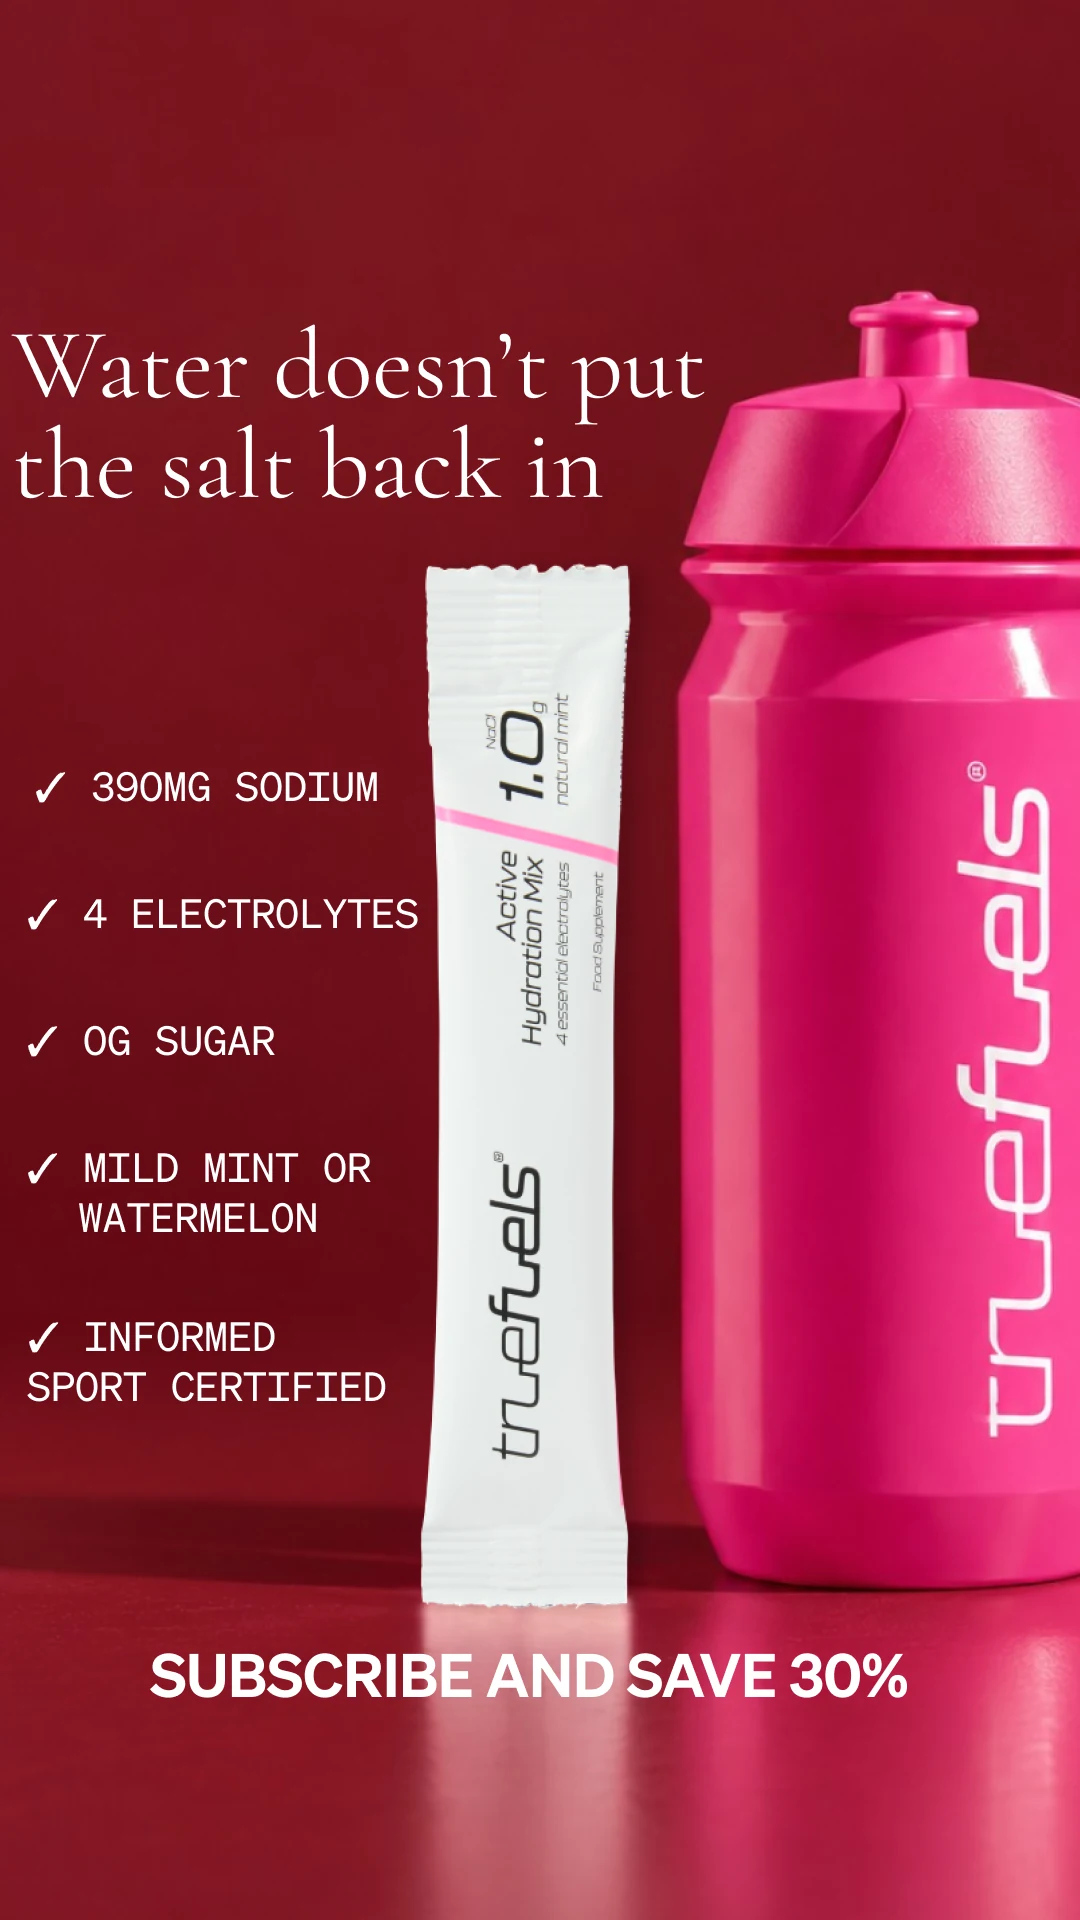 Water doesn't put
the salt back in
✓ 390MG SODIUM
✓ 4 ELECTROLYTES
✓ 0G SUGAR
✓ MILD MINT OR
WATERMELON
✓ INFORMED
SPORT CERTIFIED
NaCl
1.0g
natural mint
Active
Hydration Mix
4 essential electrolytes
Food Supplement
truefuels®
truefuels®
SUBSCRIBE AND SAVE 30%